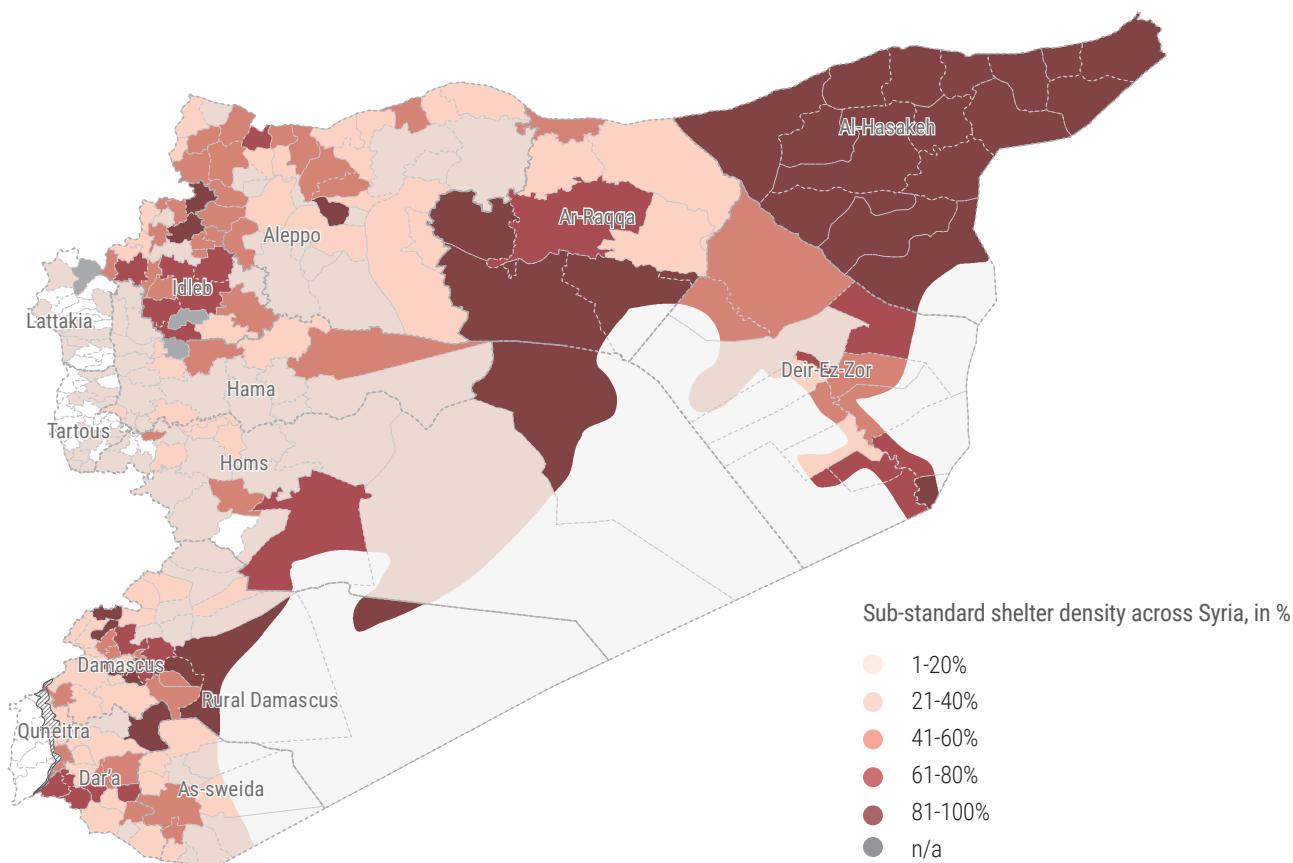 Al-Hasakeh
Ar-Raqqa
Aleppo
Idleb
Lattakia
Deir-Ez-Zor
Hama
Tartous
Homs
Sub-standard shelter density across Syria, in %
1-20%
21-40%
41-60%
61-80%
81-100%
n/a
Damascus
Rural Damascus
Quneitra
Dar'a
As-sweida